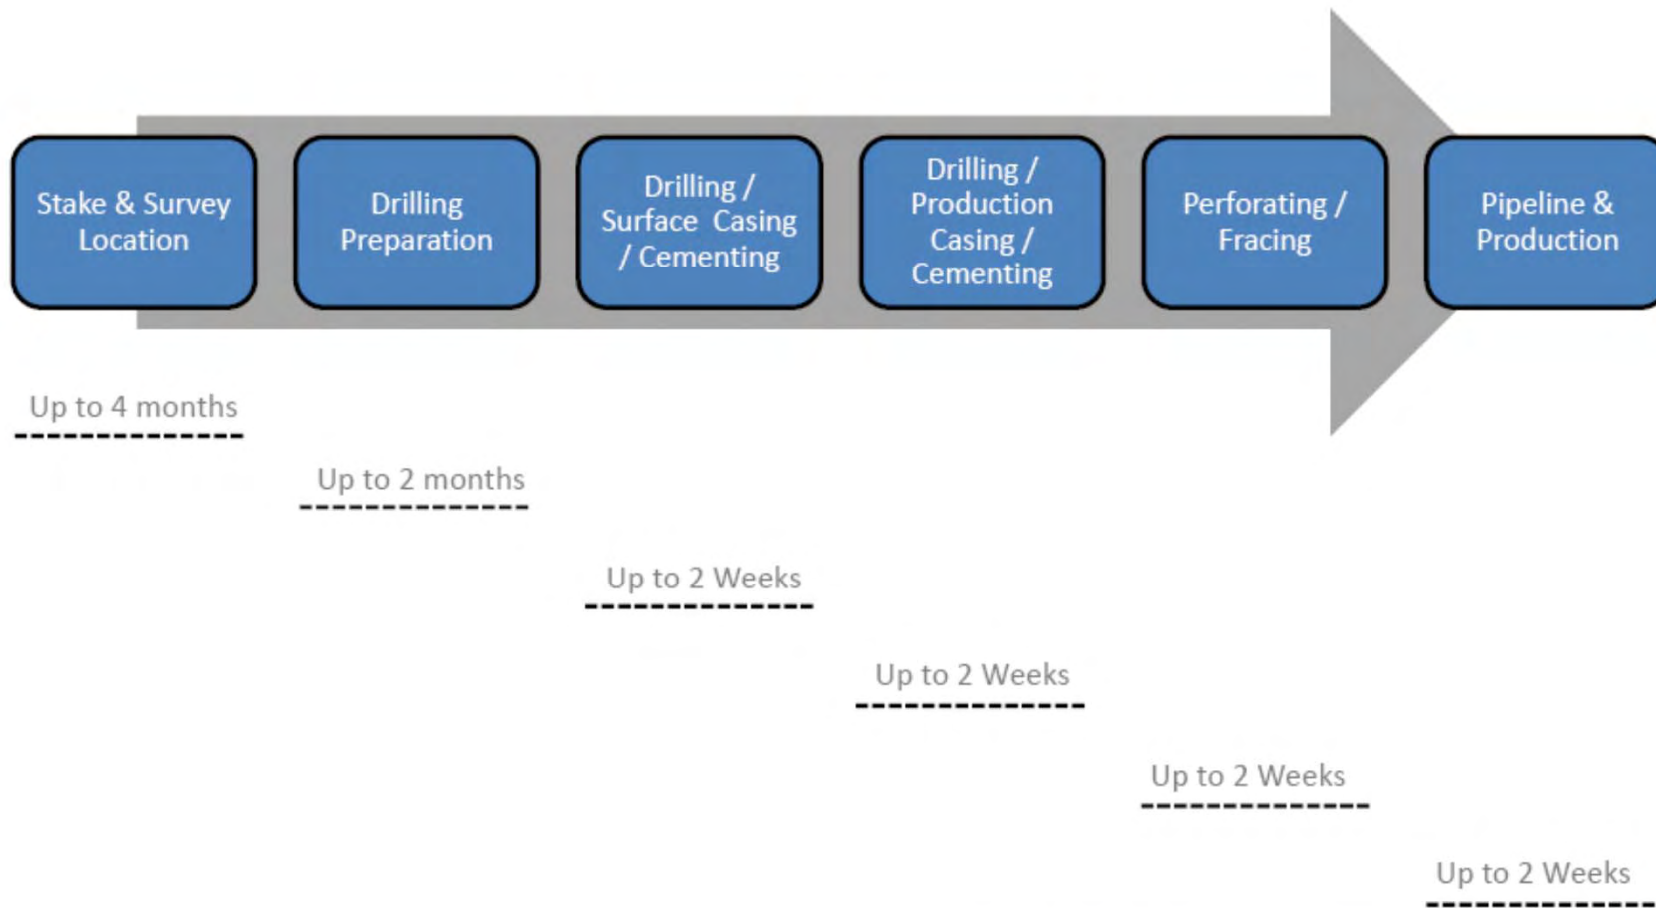 Stake & Survey
Location
Drilling
Preparation
Drilling /
Surface Casing
/ Cementing
Drilling /
Production
Casing /
Cementing
Perforating /
Fracing
Pipeline &
Production
Up to 4 months
Up to 2 months
Up to 2 Weeks
Up to 2 Weeks
Up to 2 Weeks
Up to 2 Weeks